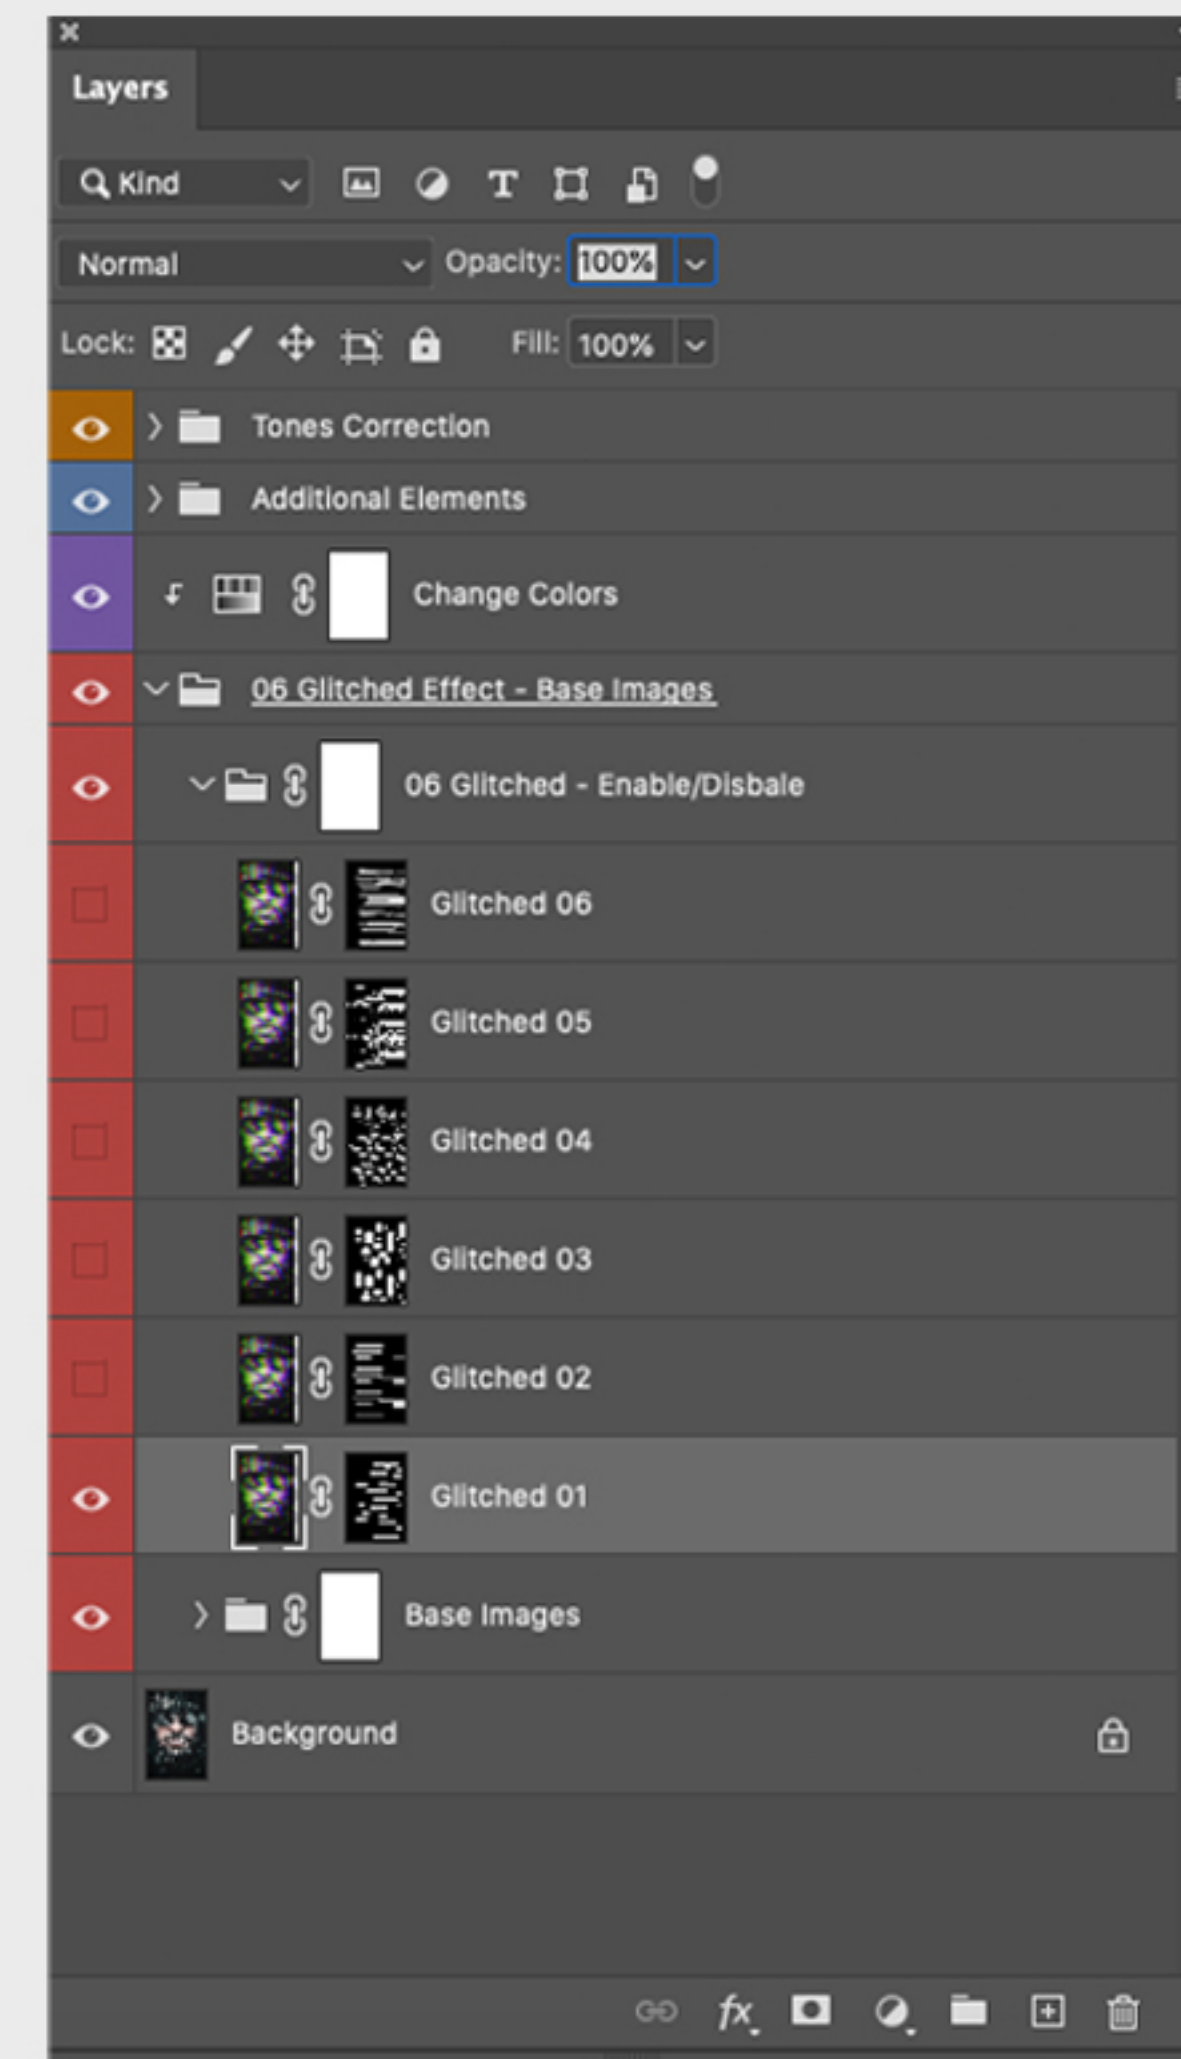 Layers
Kind
Normal Opacity: 100%
Lock: Fill: 100%
Tones Correction
Additional Elements
Change Colors
06 Glitched Effect - Base Images
06 Glitched - Enable/Disbale
Glitched 06
Glitched 05
Glitched 04
Glitched 03
Glitched 02
Glitched 01
Base Images
Background
fx